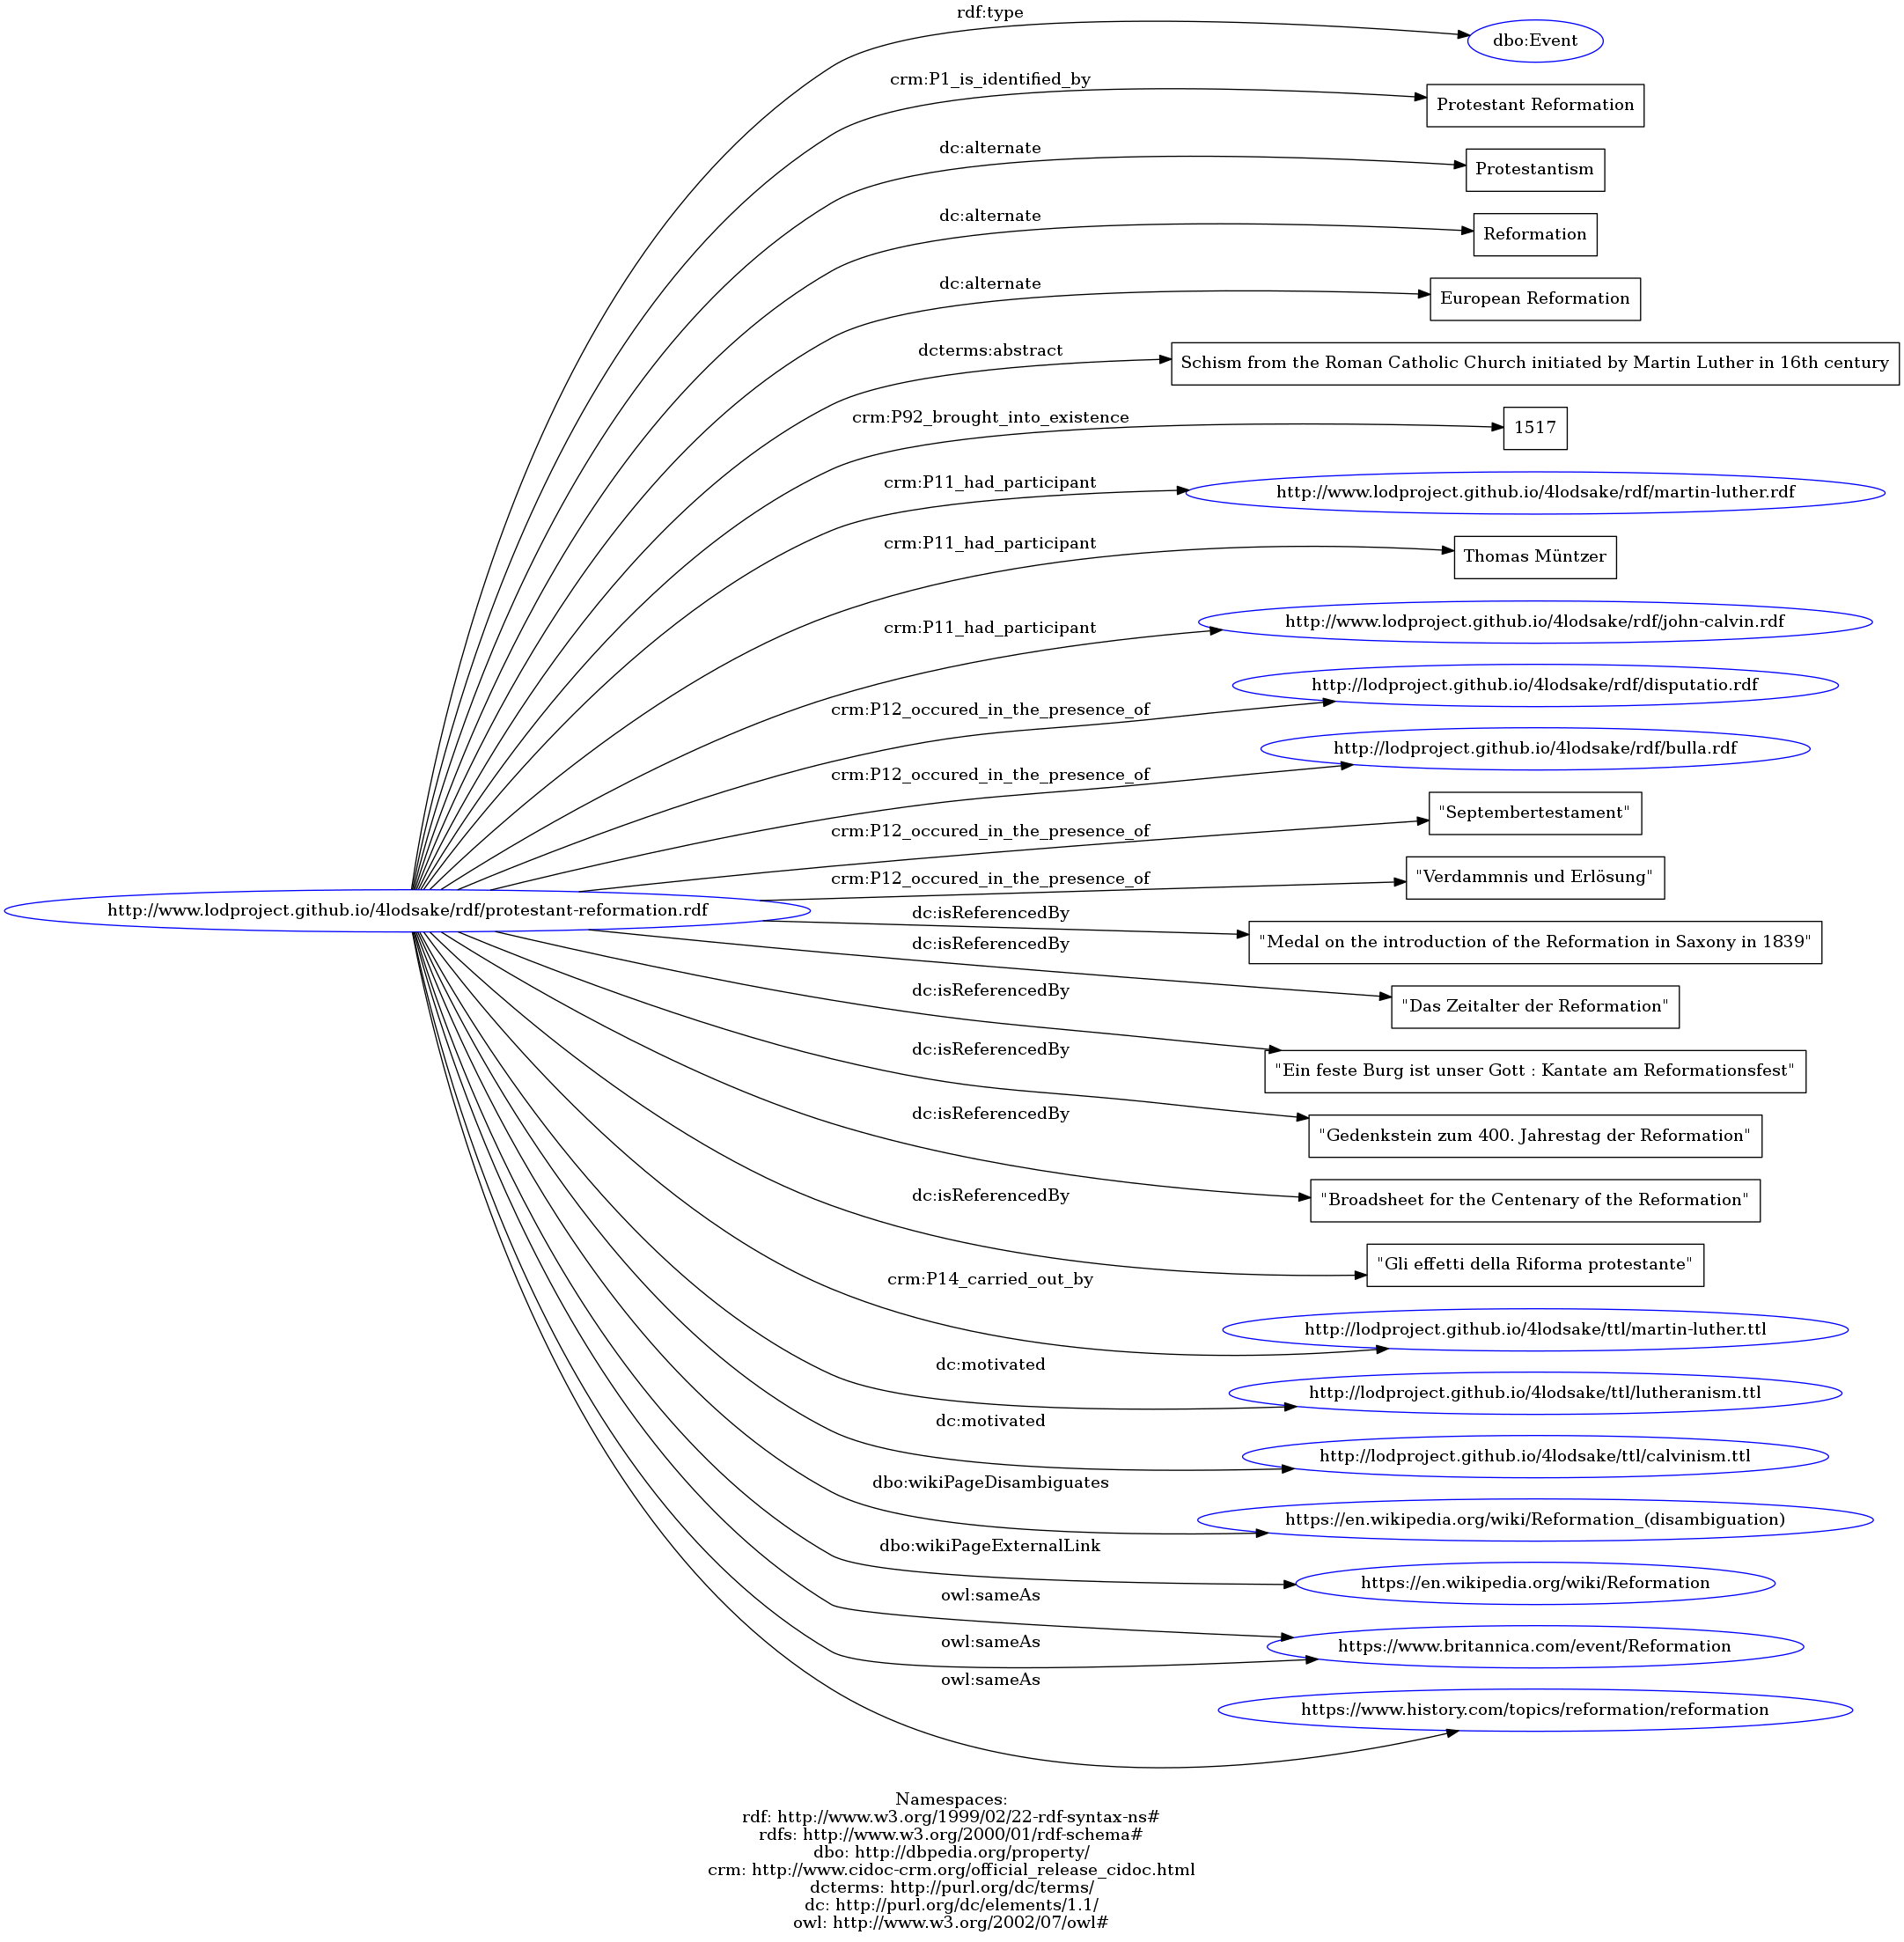 rdf:type
dbo:Event
crm:P1_is_identified_by
Protestant Reformation
dc:alternate
Protestantism
dc:alternate
Reformation
dc:alternate
European Reformation
dcterms:abstract
Schism from the Roman Catholic Church initiated by Martin Luther in 16th century
crm:P92_brought_into_existence
1517
crm:P11_had_participant
http://www.lodproject.github.io/4lodsake/rdf/martin-luther.rdf
crm:P11_had_participant
Thomas Müntzer
crm:P11_had_participant
http://www.lodproject.github.io/4lodsake/rdf/john-calvin.rdf
crm:P12_occured_in_the_presence_of
http://lodproject.github.io/4lodsake/rdf/disputatio.rdf
crm:P12_occured_in_the_presence_of
http://lodproject.github.io/4lodsake/rdf/bulla.rdf
crm:P12_occured_in_the_presence_of
"Septembertestament"
crm:P12_occured_in_the_presence_of
"Verdammnis und Erlösung"
http://www.lodproject.github.io/4lodsake/rdf/protestant-reformation.rdf
dc:isReferencedBy
"Medal on the introduction of the Reformation in Saxony in 1839"
dc:isReferencedBy
"Das Zeitalter der Reformation"
dc:isReferencedBy
"Ein feste Burg ist unser Gott : Kantate am Reformationsfest"
dc:isReferencedBy
"Gedenkstein zum 400. Jahrestag der Reformation"
dc:isReferencedBy
"Broadsheet for the Centenary of the Reformation"
dc:isReferencedBy
"Gli effetti della Riforma protestante"
crm:P14_carried_out_by
http://lodproject.github.io/4lodsake/ttl/martin-luther.ttl
dc:motivated
http://lodproject.github.io/4lodsake/ttl/lutheranism.ttl
dc:motivated
http://lodproject.github.io/4lodsake/ttl/calvinism.ttl
dbo:wikiPageDisambiguates
https://en.wikipedia.org/wiki/Reformation_(disambiguation)
dbo:wikiPageExternalLink
https://en.wikipedia.org/wiki/Reformation
owl:sameAs
owl:sameAs
https://www.britannica.com/event/Reformation
owl:sameAs
https://www.history.com/topics/reformation/reformation
Namespaces:
rdf: http://www.w3.org/1999/02/22-rdf-syntax-ns#
rdfs: http://www.w3.org/2000/01/rdf-schema#
dbo: http://dbpedia.org/property/
crm: http://www.cidoc-crm.org/official_release_cidoc.html
dcterms: http://purl.org/dc/terms/
dc: http://purl.org/dc/elements/1.1/
owl: http://www.w3.org/2002/07/owl#